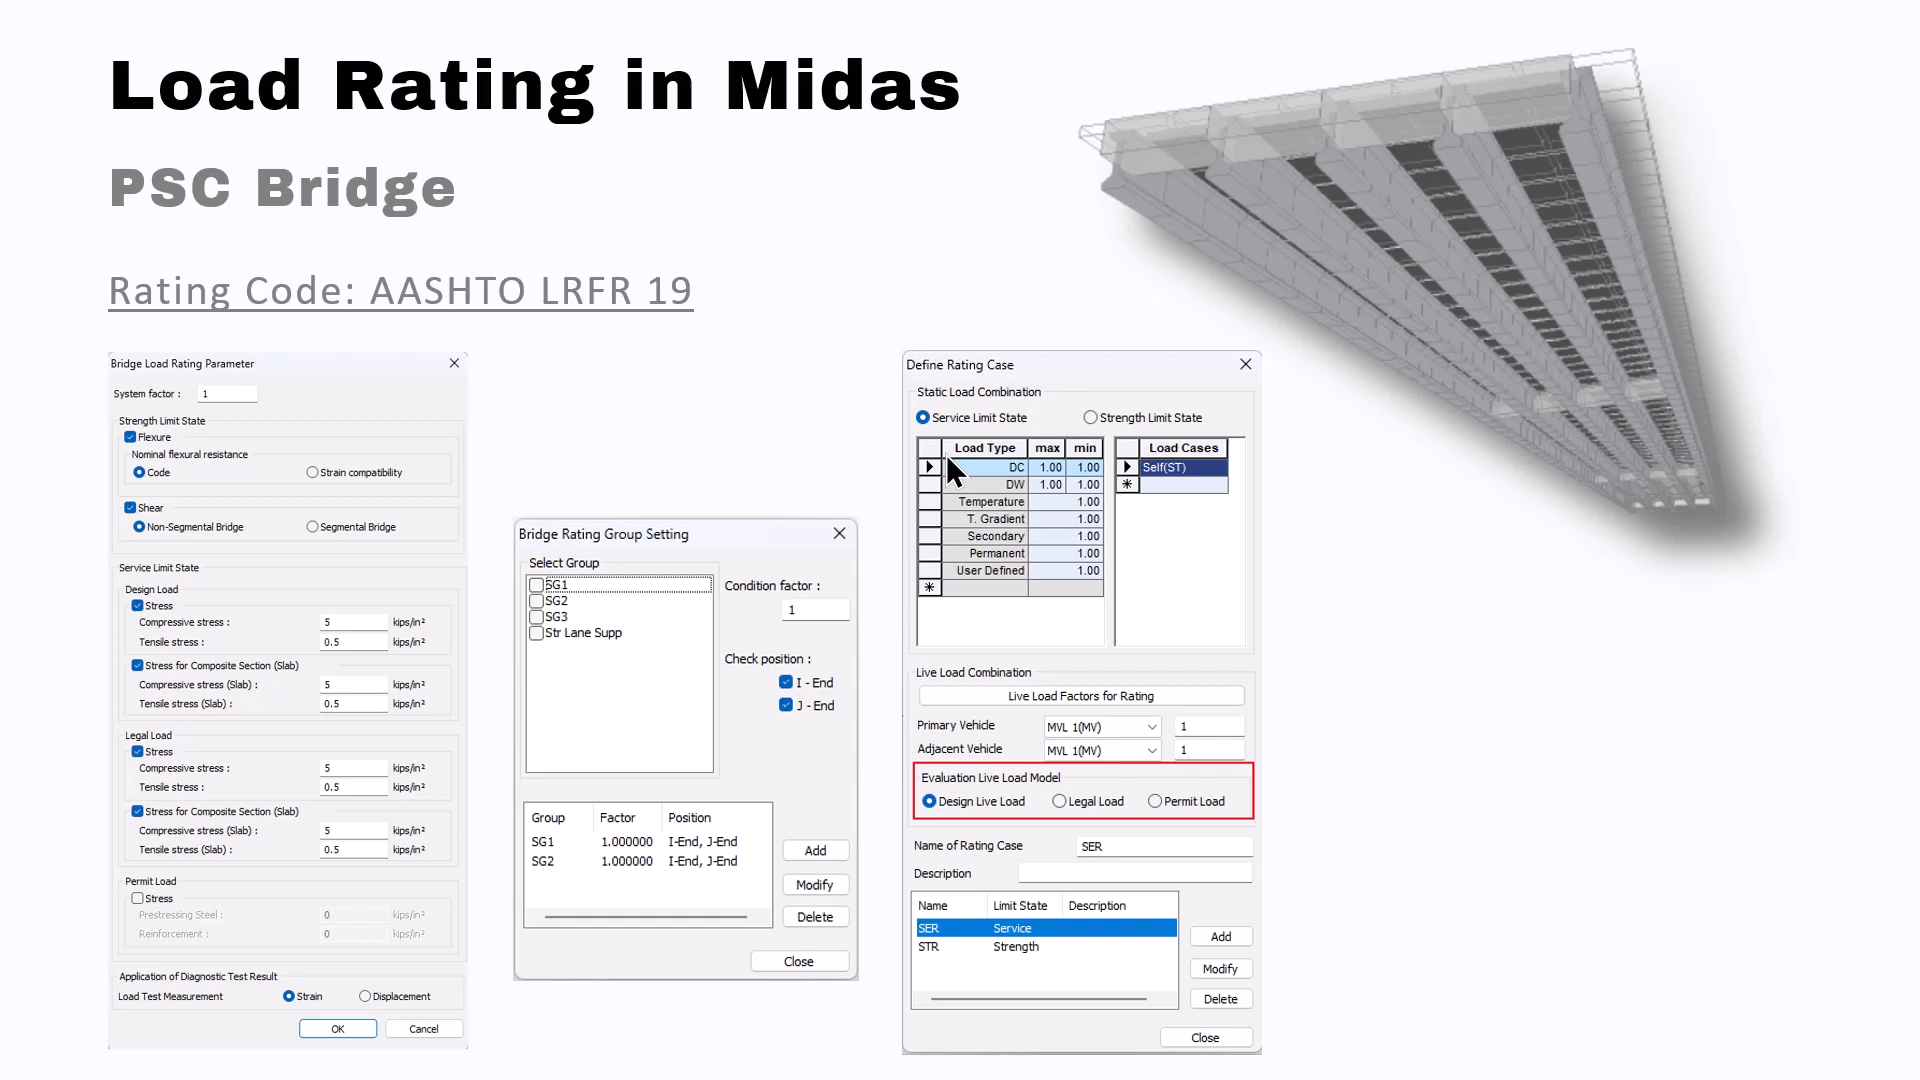 Load Rating in Midas
PSC Bridge
Rating Code: AASHTO LRFR 19
Bridge Load Rating Parameter
System factor : 1
Strength Limit State
Flexure
Nominal flexural resistance
Code Strain compatibility
Shear
Non-Segmental Bridge Segmental Bridge
Service Limit State
Design Load
Stress
Compressive stress : 5 kips/in²
Tensile stress : 0.5 kips/in²
Stress for Composite Section (Slab)
Compressive stress (Slab) : 5 kips/in²
Tensile stress (Slab) : 0.5 kips/in²
Legal Load
Stress
Compressive stress : 5 kips/in²
Tensile stress : 0.5 kips/in²
Stress for Composite Section (Slab)
Compressive stress (Slab) : 5 kips/in²
Tensile stress (Slab) : 0.5 kips/in²
Permit Load
Stress
Prestressing Steel : 0 kips/in²
Reinforcement : 0 kips/in²
Application of Diagnostic Test Result
Load Test Measurement Strain Displacement
OK Cancel
Bridge Rating Group Setting
Select Group
SG1
SG2
SG3
Str Lane Supp
Condition factor :
1
Check position :
I - End
J - End
Group Factor Position
SG1 1.000000 I-End, J-End
SG2 1.000000 I-End, J-End
Add
Modify
Delete
Close
Define Rating Case
Static Load Combination
Service Limit State Strength Limit State
Load Type max min
DC 1.00 1.00
DW 1.00 1.00
Temperature 1.00
T. Gradient 1.00
Secondary 1.00
Permanent 1.00
User Defined 1.00
Load Cases
Self(ST)
Live Load Combination
Live Load Factors for Rating
Primary Vehicle MVL 1(MV) 1
Adjacent Vehicle MVL 1(MV) 1
Evaluation Live Load Model
Design Live Load Legal Load Permit Load
Name of Rating Case SER
Description
Name Limit State Description
SER Service
STR Strength
Add
Modify
Delete
Close